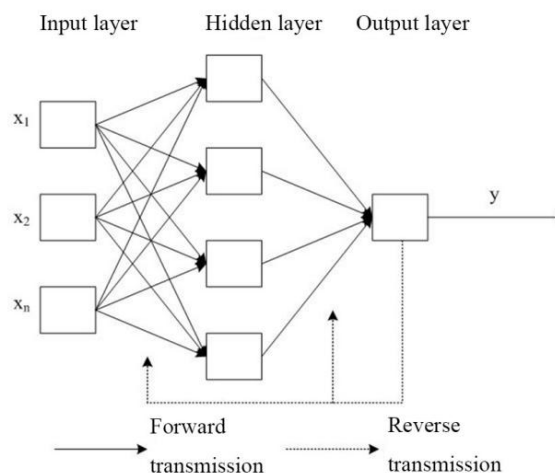 Input layer
Hidden layer
Output layer
x1
x2
xn
y
Forward
transmission
Reverse
transmission